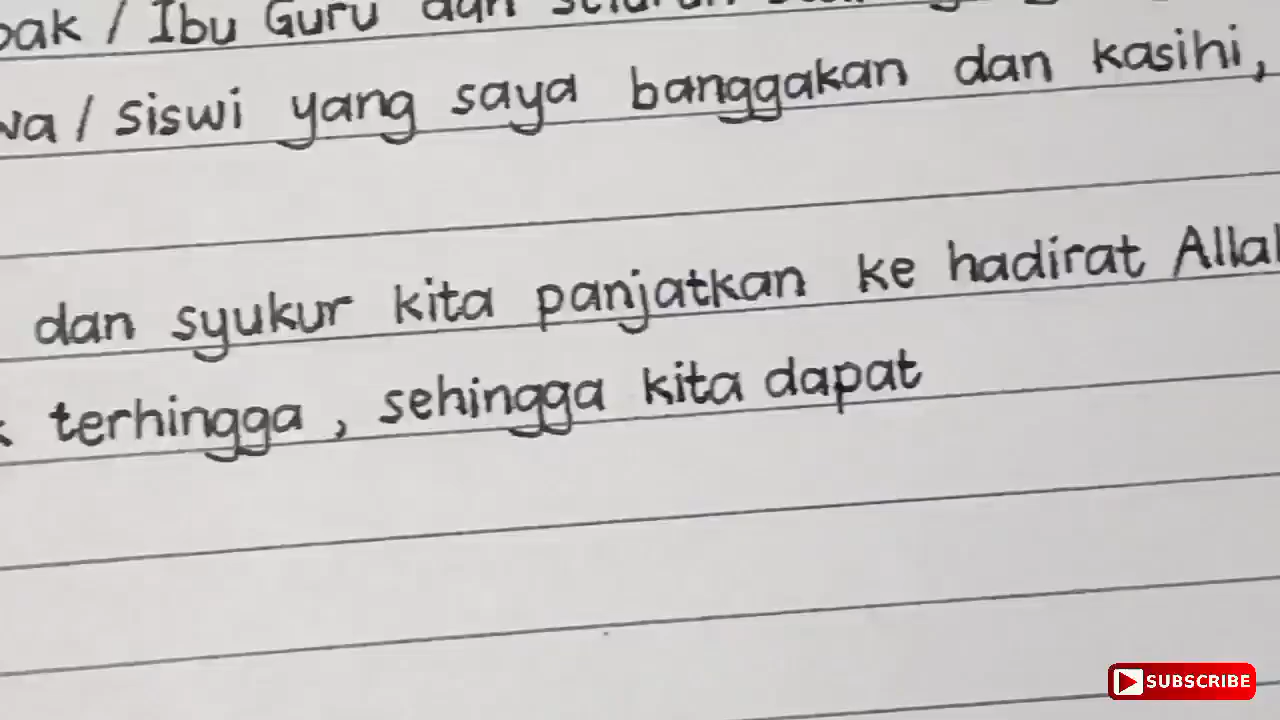 / Ibu Guru dan
/ siswi yang saya banggakan dan kasihi,
dan syukur kita panjatkan ke hadirat
terhingga, sehingga kita dapat
SUBSCRIBE